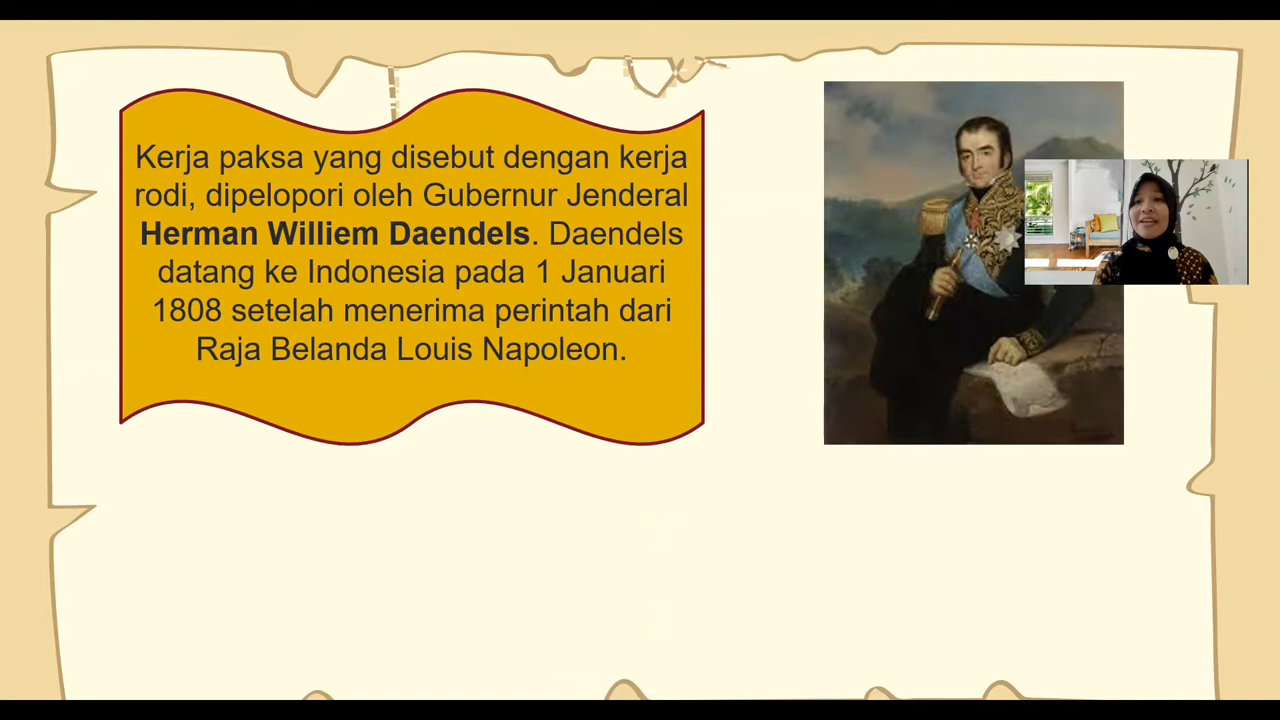 Kerja paksa yang disebut dengan kerja
rodi, dipelopori oleh Gubernur Jenderal
Herman Williem Daendels. Daendels
datang ke Indonesia pada 1 Januari
1808 setelah menerima perintah dari
Raja Belanda Louis Napoleon.